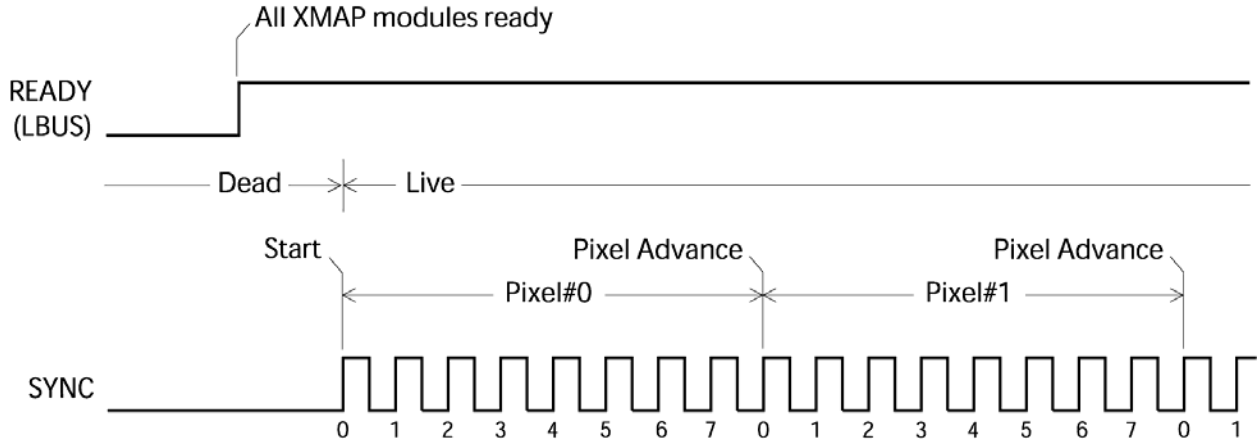 All XMAP modules ready
READY
(LBUS)
Dead
Live
Start
Pixel Advance
Pixel Advance
Pixel#0
Pixel#1
SYNC
0 1 2 3 4 5 6 7 0 1 2 3 4 5 6 7 0 1